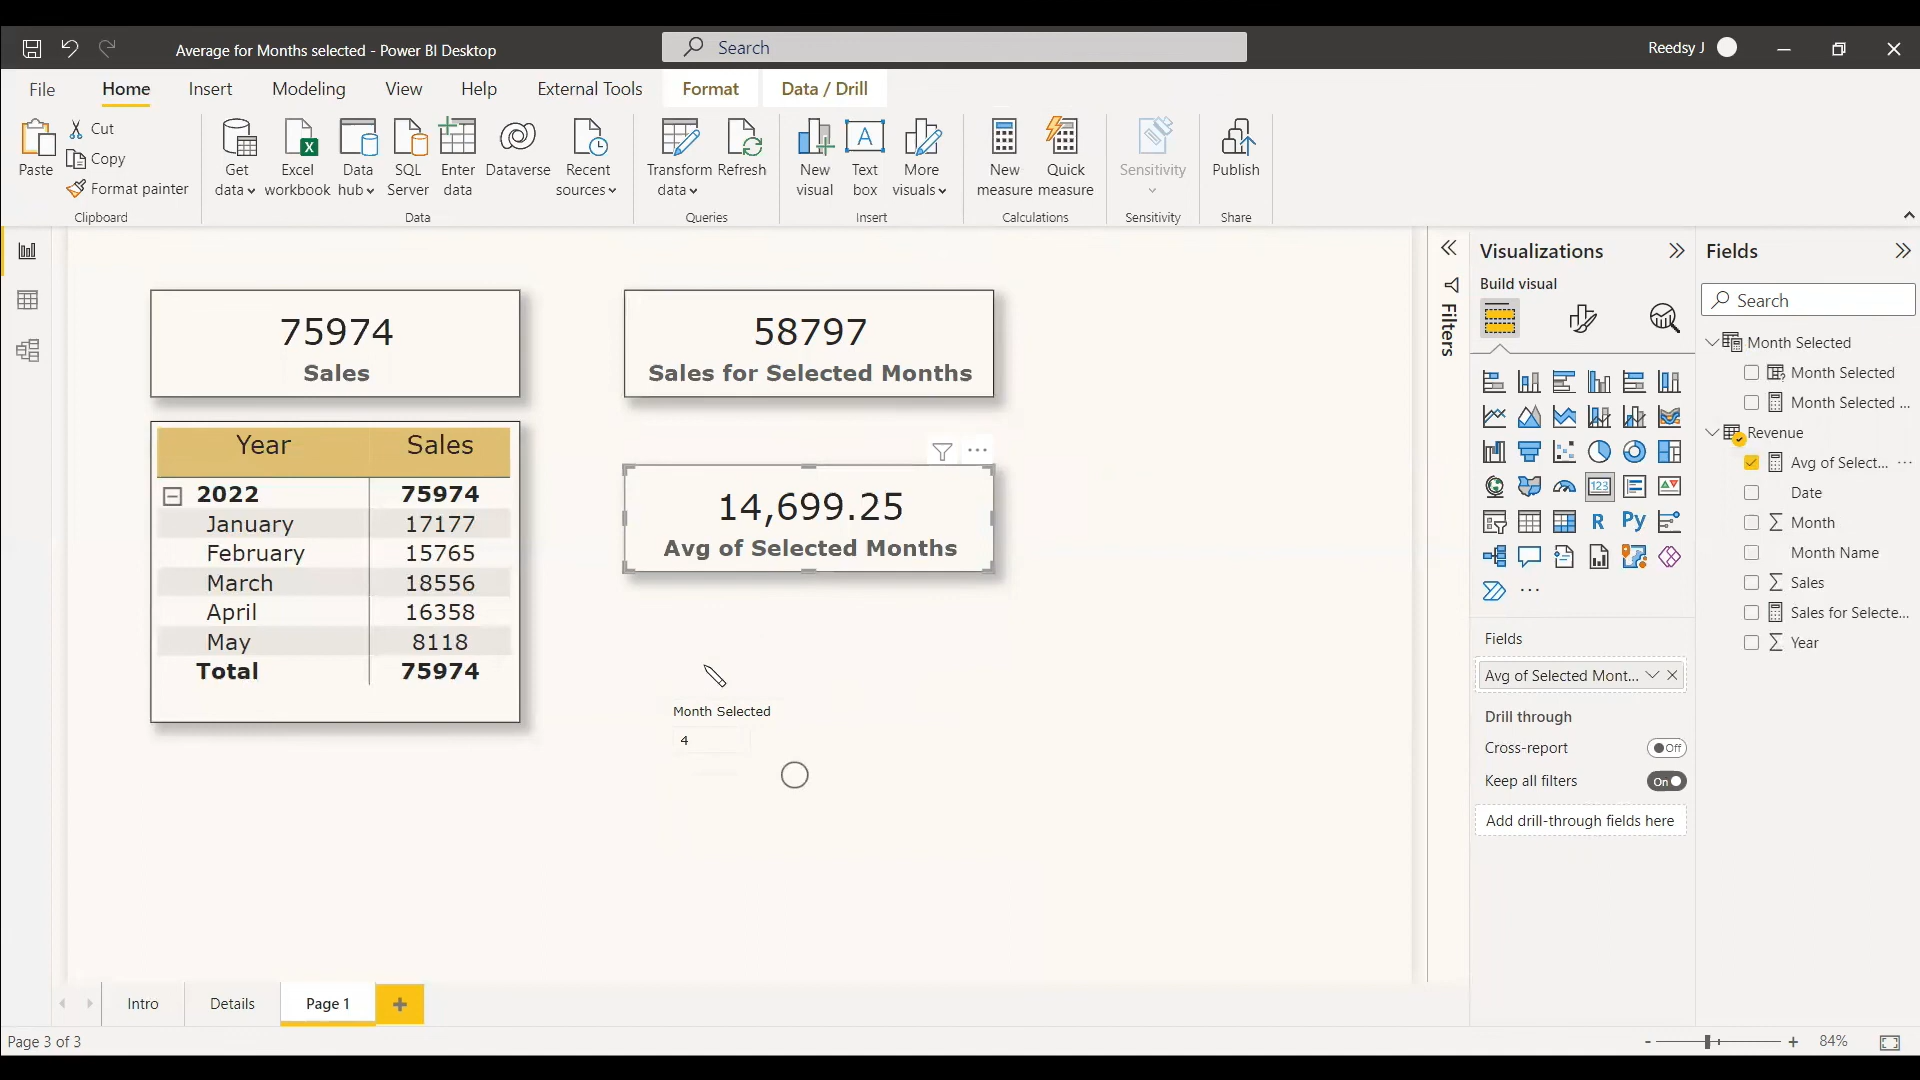 Average for Months selected - Power BI Desktop
Search
Reedsy J
File Home Insert Modeling View Help External Tools Format Data / Drill
Paste
Cut
Copy
Format painter
Clipboard
Get data
Excel workbook
Data hub
SQL Server
Enter data
Dataverse
Recent sources
Data
Transform data
Refresh
Queries
New visual
Text box
More visuals
Insert
New measure
Quick measure
Calculations
Sensitivity
Sensitivity
Publish
Share
75974
Sales
58797
Sales for Selected Months
Year Sales
2022 75974
January 17177
February 15765
March 18556
April 16358
May 8118
Total 75974
14,699.25
Avg of Selected Months
Month Selected
4
Filters
Visualizations
Build visual
123
R
Py
Fields
Avg of Selected Mont...
Drill through
Cross-report
Off
Keep all filters
On
Add drill-through fields here
Fields
Search
Month Selected
Month Selected
Month Selected ...
Revenue
Avg of Select...
Date
Month
Month Name
Sales
Sales for Selecte...
Year
Intro Details Page 1
Page 3 of 3
84%